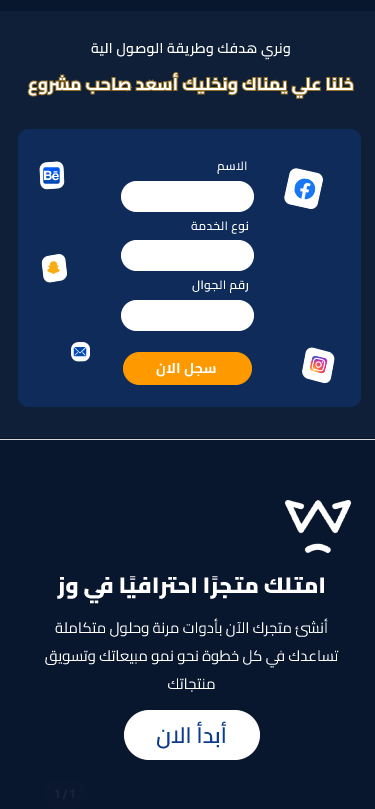 ونري هدفك وطريقة الوصول الية
خلنا علي يمناك ونخليك أسعد صاحب مشروع
الاسم
نوع الخدمة
رقم الجوال
سجل الان
امتلك متجرًا احترافيًا في وز
أنشئ متجرك الآن بأدوات مرنة وحلول متكاملة
تساعدك في كل خطوة نحو نمو مبيعاتك وتسويق
منتجاتك
أبدأ الان
1 / 1